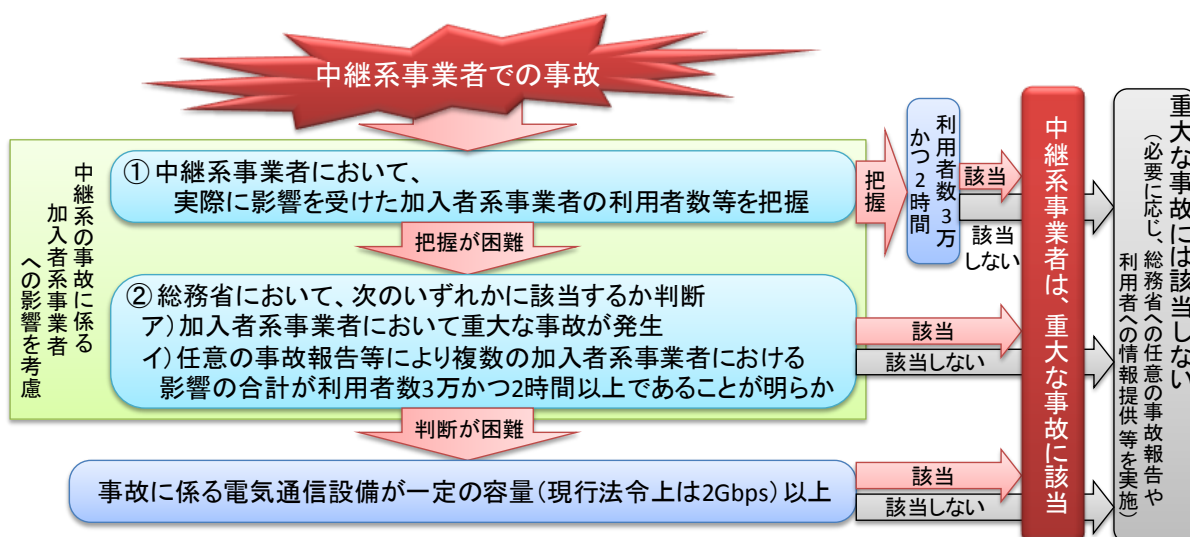 中継系事業者での事故
中継系の事故に係る
加入者系事業者
への影響を考慮
① 中継系事業者において、
実際に影響を受けた加入者系事業者の利用者数等を把握
把握
利用者数3万
かつ2時間
該当
該当
しない
把握が困難
② 総務省において、次のいずれかに該当するか判断
ア)加入者系事業者において重大な事故が発生
イ)任意の事故報告等により複数の加入者系事業者における
影響の合計が利用者数3万かつ2時間以上であることが明らか
該当
該当しない
判断が困難
事故に係る電気通信設備が一定の容量(現行法令上は2Gbps)以上
該当
該当しない
中継系事業者は、重大な事故に該当
重大な事故には該当しない
(必要に応じ、総務省への任意の事故報告や
利用者への情報提供等を実施)